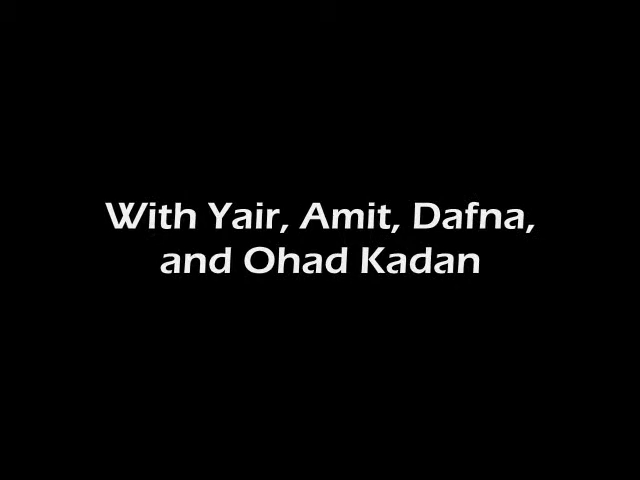 With Yair, Amit, Dafna,
and Ohad Kadan